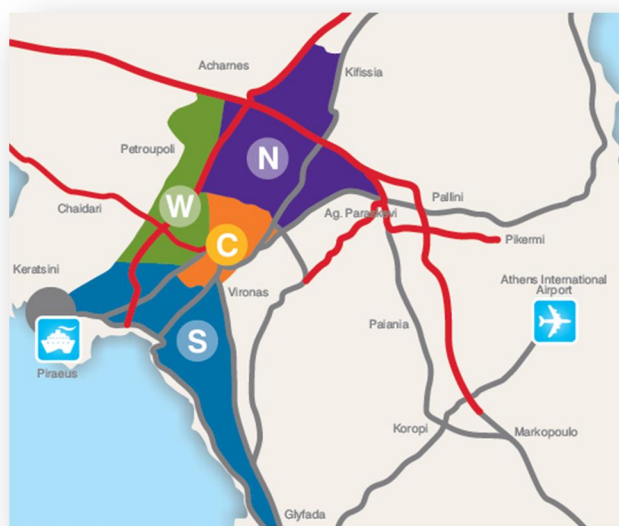 Acharnes
Kifissia
Petroupoli
N
Pallini
W
Chaidari
Ag. Paraskevi
C
Pikermi
Keratsini
Athens International
Airport
Vironas
Paiania
S
Piraeus
Koropi
Markopoulo
Glyfada